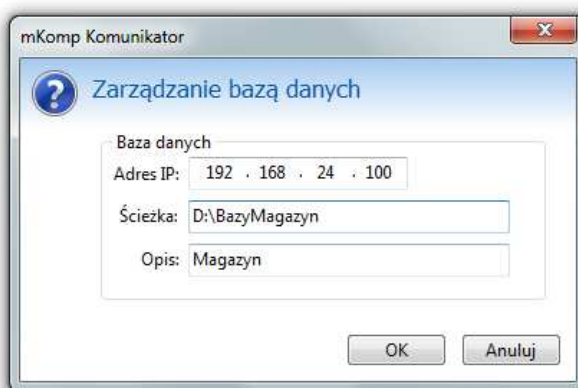 mKomp Komunikator
Zarządzanie bazą danych
Baza danych
Adres IP: 192 . 168 . 24 . 100
Ścieżka: D:\BazyMagazyn
Opis: Magazyn
OK Anuluj